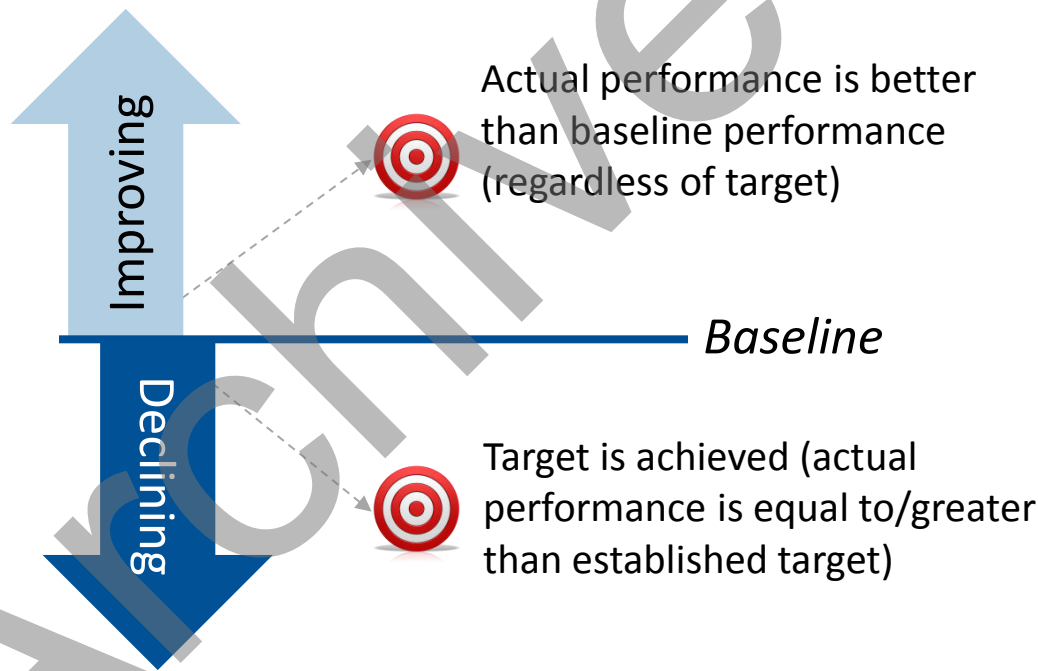 Improving
Actual performance is better
than baseline performance
(regardless of target)
Baseline
Declining
Target is achieved (actual
performance is equal to/greater
than established target)